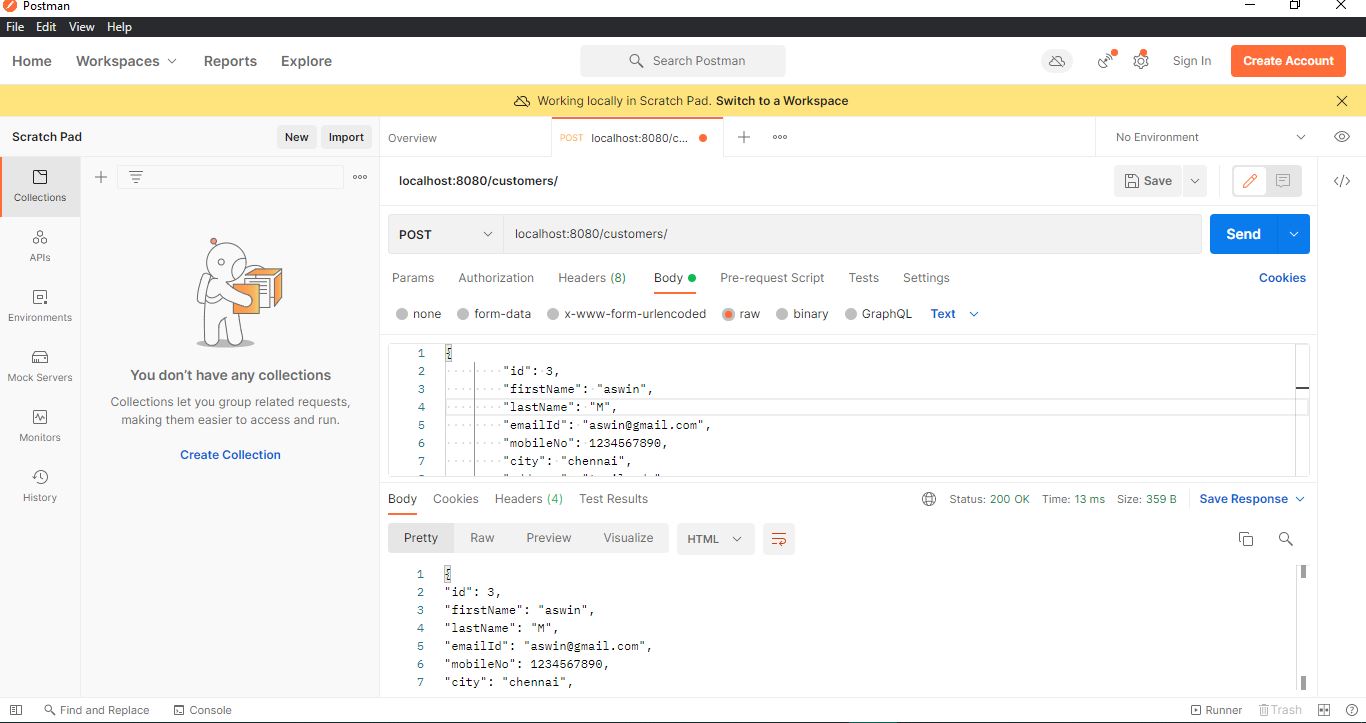 Postman
File Edit View Help
Home Workspaces Reports Explore Search Postman Sign In Create Account
Working locally in Scratch Pad. Switch to a Workspace
Scratch Pad New Import Overview POST localhost:8080/c... No Environment
localhost:8080/customers/ Save
Collections
POST localhost:8080/customers/ Send
APIs
Params Authorization Headers (8) Body Pre-request Script Tests Settings Cookies
none form-data x-www-form-urlencoded raw binary GraphQL Text
Environments
Mock Servers
Monitors
History
You don't have any collections
Collections let you group related requests,
making them easier to access and run.
Create Collection
1 {
2 "id": 3,
3 "firstName": "aswin",
4 "lastName": "M",
5 "emailId": "aswin@gmail.com",
6 "mobileNo": 1234567890,
7 "city": "chennai",
Body Cookies Headers (4) Test Results Status: 200 OK Time: 13 ms Size: 359 B Save Response
Pretty Raw Preview Visualize HTML
1 {
2 "id": 3,
3 "firstName": "aswin",
4 "lastName": "M",
5 "emailId": "aswin@gmail.com",
6 "mobileNo": 1234567890,
7 "city": "chennai",
Find and Replace Console Runner Trash